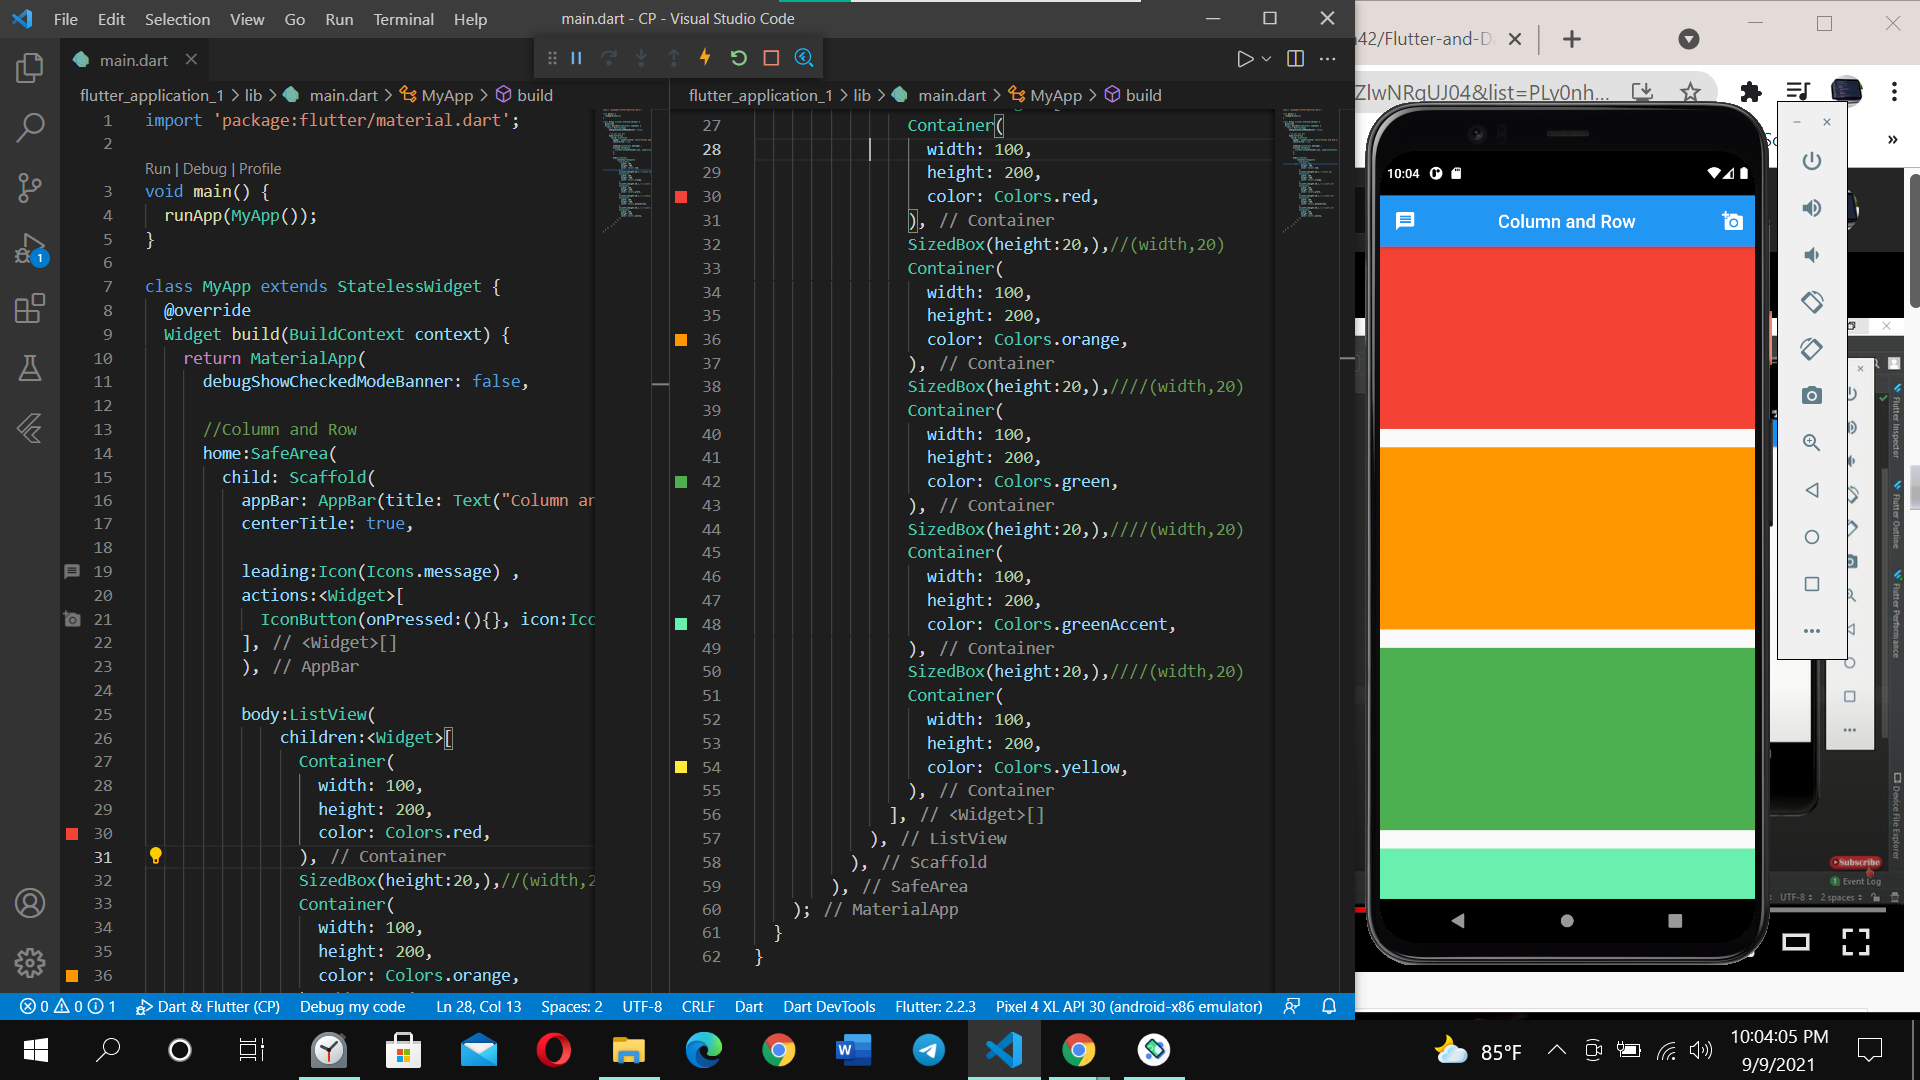 File Edit Selection View Go Run Terminal Help
main.dart - CP - Visual Studio Code
main.dart
flutter_application_1 > lib > main.dart > MyApp > build
1 import 'package:flutter/material.dart';
2
Run | Debug | Profile
3 void main() {
4 runApp(MyApp());
5 }
6
7 class MyApp extends StatelessWidget {
8 @override
9 Widget build(BuildContext context) {
10 return MaterialApp(
11 debugShowCheckedModeBanner: false,
12
13 //Column and Row
14 home:SafeArea(
15 child: Scaffold(
16 appBar: AppBar(title: Text("Column an
17 centerTitle: true,
18
19 leading:Icon(Icons.message) ,
20 actions:<Widget>[
21 IconButton(onPressed:(){}, icon:Ico
22 ], // <Widget>[]
23 ), // AppBar
24
25 body:ListView(
26 children:<Widget>[
27 Container(
28 width: 100,
29 height: 200,
30 color: Colors.red,
31 ), // Container
32 SizedBox(height:20,),//(width,2
33 Container(
34 width: 100,
35 height: 200,
36 color: Colors.orange,
flutter_application_1 > lib > main.dart > MyApp > build
27 Container(
28 width: 100,
29 height: 200,
30 color: Colors.red,
31 ), // Container
32 SizedBox(height:20,),//(width,20)
33 Container(
34 width: 100,
35 height: 200,
36 color: Colors.orange,
37 ), // Container
38 SizedBox(height:20,),////(width,20)
39 Container(
40 width: 100,
41 height: 200,
42 color: Colors.green,
43 ), // Container
44 SizedBox(height:20,),////(width,20)
45 Container(
46 width: 100,
47 height: 200,
48 color: Colors.greenAccent,
49 ), // Container
50 SizedBox(height:20,),////(width,20)
51 Container(
52 width: 100,
53 height: 200,
54 color: Colors.yellow,
55 ), // Container
56 ], // <Widget>[]
57 ), // ListView
58 ), // Scaffold
59 ), // SafeArea
60 ); // MaterialApp
61 }
62 }
1
0 0 1 Dart & Flutter (CP) Debug my code Ln 28, Col 13 Spaces: 2 UTF-8 CRLF Dart Dart DevTools Flutter: 2.2.3 Pixel 4 XL API 30 (android-x86 emulator)
42/Flutter-and-D
ZIwNRgUJ04&list=PLy0nh...
»
10:04
Column and Row
Flutter Inspector
Flutter Outline
Flutter Performance
Device File Explorer
Subscribe
1 Event Log
UTF-8 2 spaces
85°F
10:04:05 PM
9/9/2021